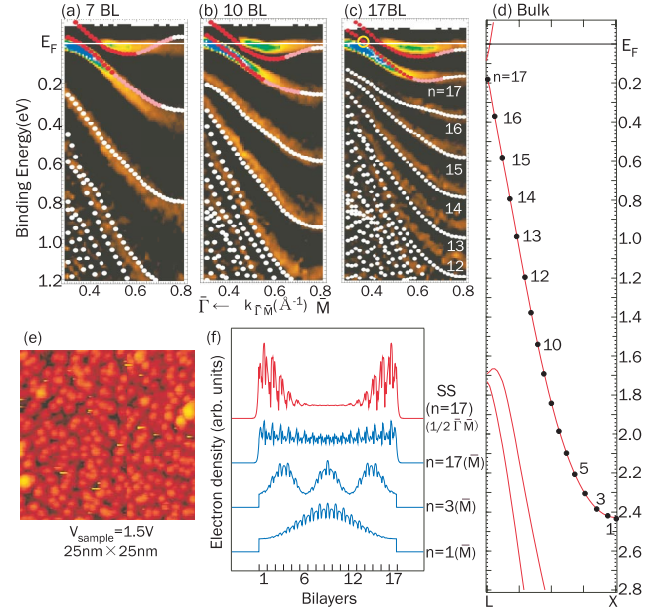 (a) 7 BL
(b) 10 BL
(c) 17BL
(d) Bulk
E_F
0.2
0.4
0.6
0.8
1.0
1.2
Binding Energy(eV)
0.4 0.6 0.8
0.4 0.6 0.8
0.4 0.6 0.8
Γ̄ ← k_Γ̄M̄(Å⁻¹) M̄
n=17
16
15
14
13
12
n=17
16
15
14
13
12
10
5
3
1
E_F
0.2
0.4
0.6
0.8
1.0
1.2
1.4
1.6
1.8
2.0
2.2
2.4
2.6
2.8
L X
(e)
V_sample=1.5V
25nm×25nm
(f)
Electron density (arb. units)
SS
(n=17)
(1/2 Γ̄ M̄)
n=17(M̄)
n=3(M̄)
n=1(M̄)
1 6 12 17
Bilayers